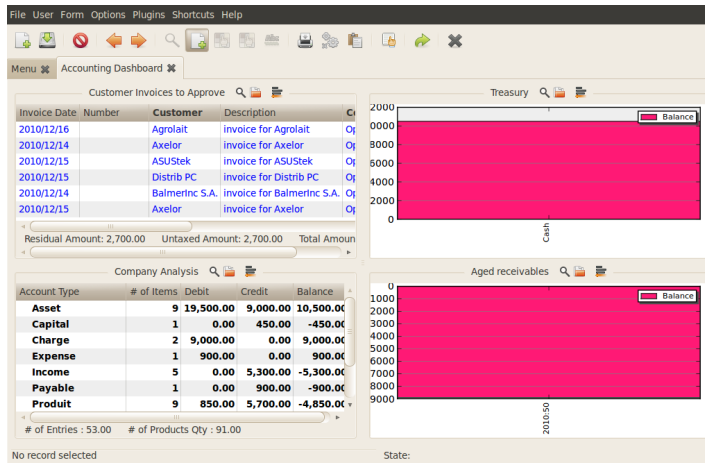 File User Form Options Plugins Shortcuts Help
Menu Accounting Dashboard
Customer Invoices to Approve
Invoice Date Number Customer Description
2010/12/16 Agrolait invoice for Agrolait
2010/12/14 Axelor invoice for Axelor
2010/12/15 ASUStek invoice for ASUStek
2010/12/15 Distrib PC invoice for Distrib PC
2010/12/14 BalmerInc S.A. invoice for BalmerInc S.A.
2010/12/15 Axelor invoice for Axelor
Residual Amount: 2,700.00 Untaxed Amount: 2,700.00 Total Amoun
Treasury
2000
0000
8000
6000
4000
2000
0
Balance
Cash
Company Analysis
Account Type # of Items Debit Credit Balance
Asset 9 19,500.00 9,000.00 10,500.00
Capital 1 0.00 450.00 -450.00
Charge 2 9,000.00 0.00 9,000.00
Expense 1 900.00 0.00 900.00
Income 5 0.00 5,300.00 -5,300.00
Payable 1 0.00 900.00 -900.00
Produit 9 850.00 5,700.00 -4,850.00
# of Entries : 53.00 # of Products Qty : 91.00
Aged receivables
0
1000
2000
3000
4000
5000
6000
7000
8000
9000
Balance
2010:50
No record selected State: